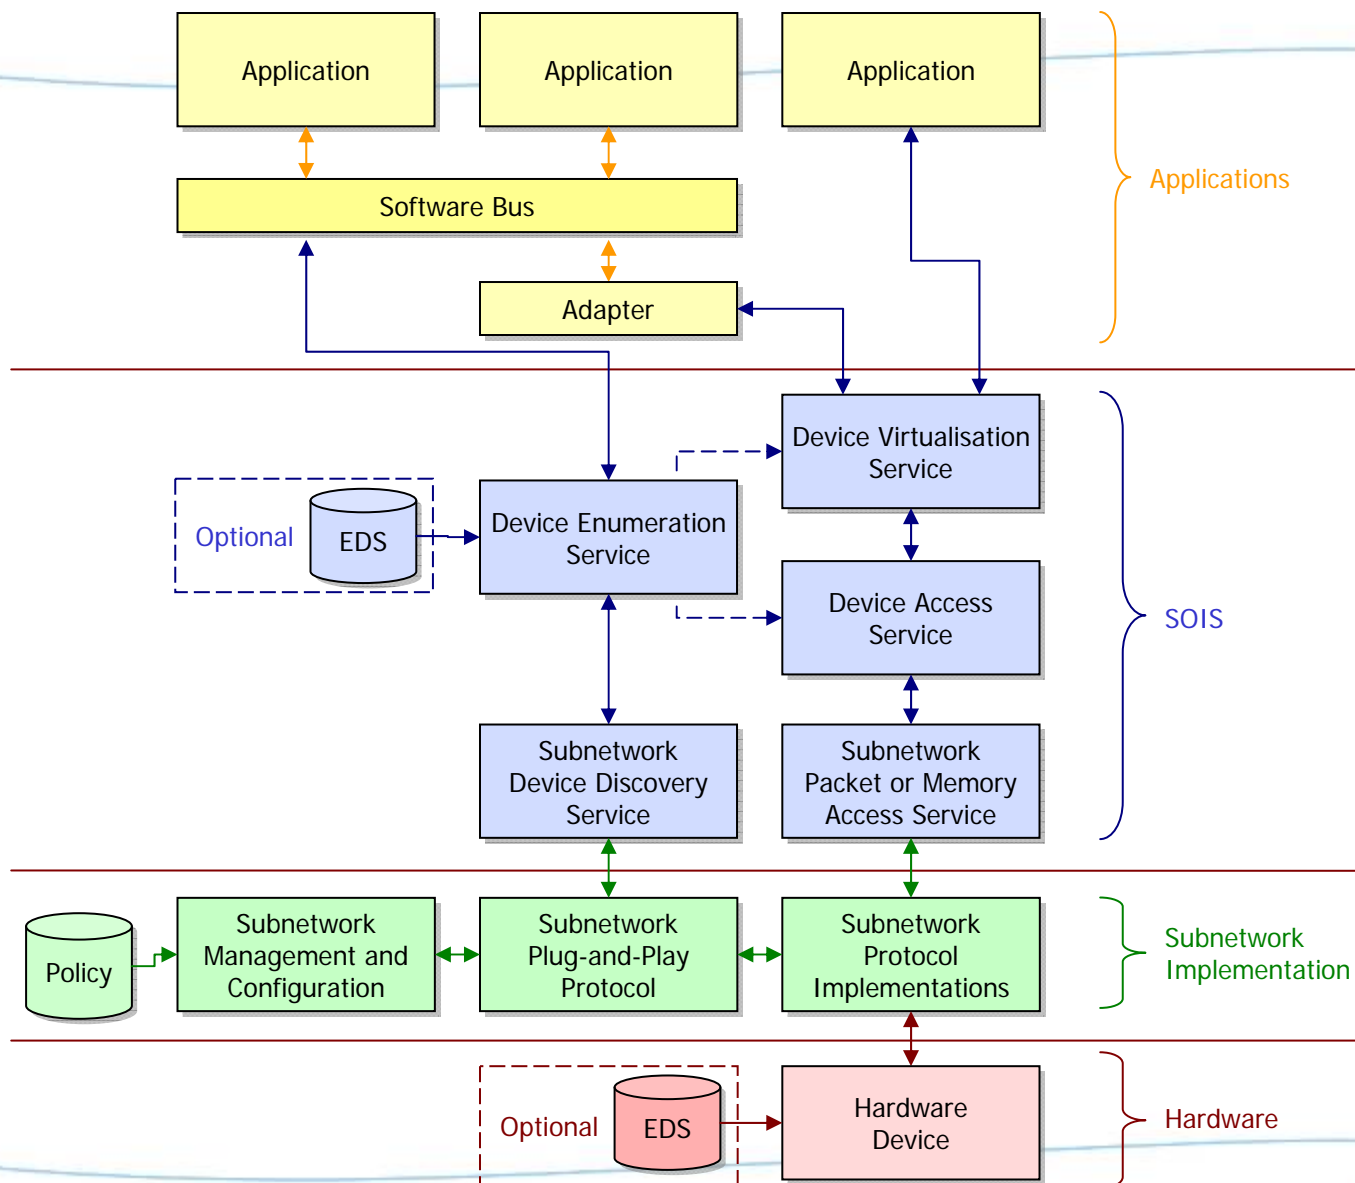 Application
Application
Application
Applications
Software Bus
Adapter
Device Virtualisation
Service
Optional
EDS
Device Enumeration
Service
Device Access
Service
SOIS
Subnetwork
Device Discovery
Service
Subnetwork
Packet or Memory
Access Service
Policy
Subnetwork
Management and
Configuration
Subnetwork
Plug-and-Play
Protocol
Subnetwork
Protocol
Implementations
Subnetwork
Implementation
Optional
EDS
Hardware
Device
Hardware